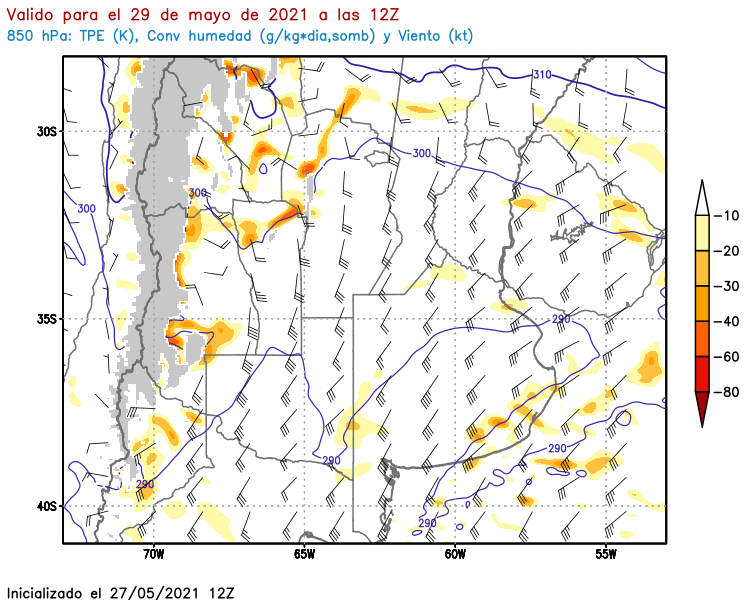 Valido para el 29 de mayo de 2021 a las 12Z
850 hPa: TPE (K), Conv humedad (g/kg*dia,somb) y Viento (kt)
310
30S
300
300
300
-10
-20
-30
-40
-60
-80
35S
290
290
290
290
40S
290
70W
65W
60W
55W
Inicializado el 27/05/2021 12Z